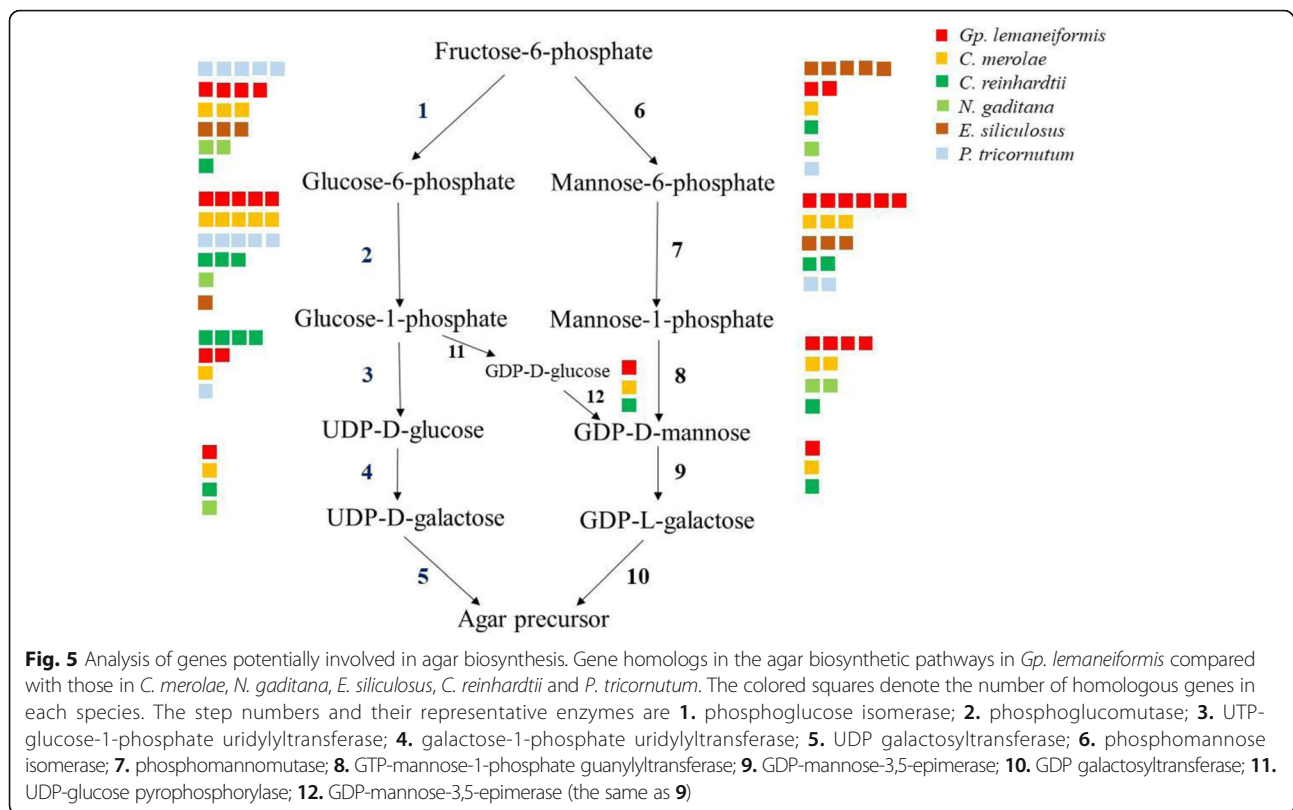 Fructose-6-phosphate
Gp. lemaneiformis
C. merolae
C. reinhardtii
N. gaditana
E. siliculosus
P. tricornutum
1
6
Glucose-6-phosphate
Mannose-6-phosphate
2
7
Glucose-1-phosphate
Mannose-1-phosphate
11
GDP-D-glucose
3
12
8
UDP-D-glucose
GDP-D-mannose
4
9
UDP-D-galactose
GDP-L-galactose
5
10
Agar precursor
Fig. 5 Analysis of genes potentially involved in agar biosynthesis. Gene homologs in the agar biosynthetic pathways in Gp. lemaneiformis compared
with those in C. merolae, N. gaditana, E. siliculosus, C. reinhardtii and P. tricornutum. The colored squares denote the number of homologous genes in
each species. The step numbers and their representative enzymes are 1. phosphoglucose isomerase; 2. phosphoglucomutase; 3. UTP-
glucose-1-phosphate uridylyltransferase; 4. galactose-1-phosphate uridylyltransferase; 5. UDP galactosyltransferase; 6. phosphomannose
isomerase; 7. phosphomannomutase; 8. GTP-mannose-1-phosphate guanylyltransferase; 9. GDP-mannose-3,5-epimerase; 10. GDP galactosyltransferase; 11.
UDP-glucose pyrophosphorylase; 12. GDP-mannose-3,5-epimerase (the same as 9)